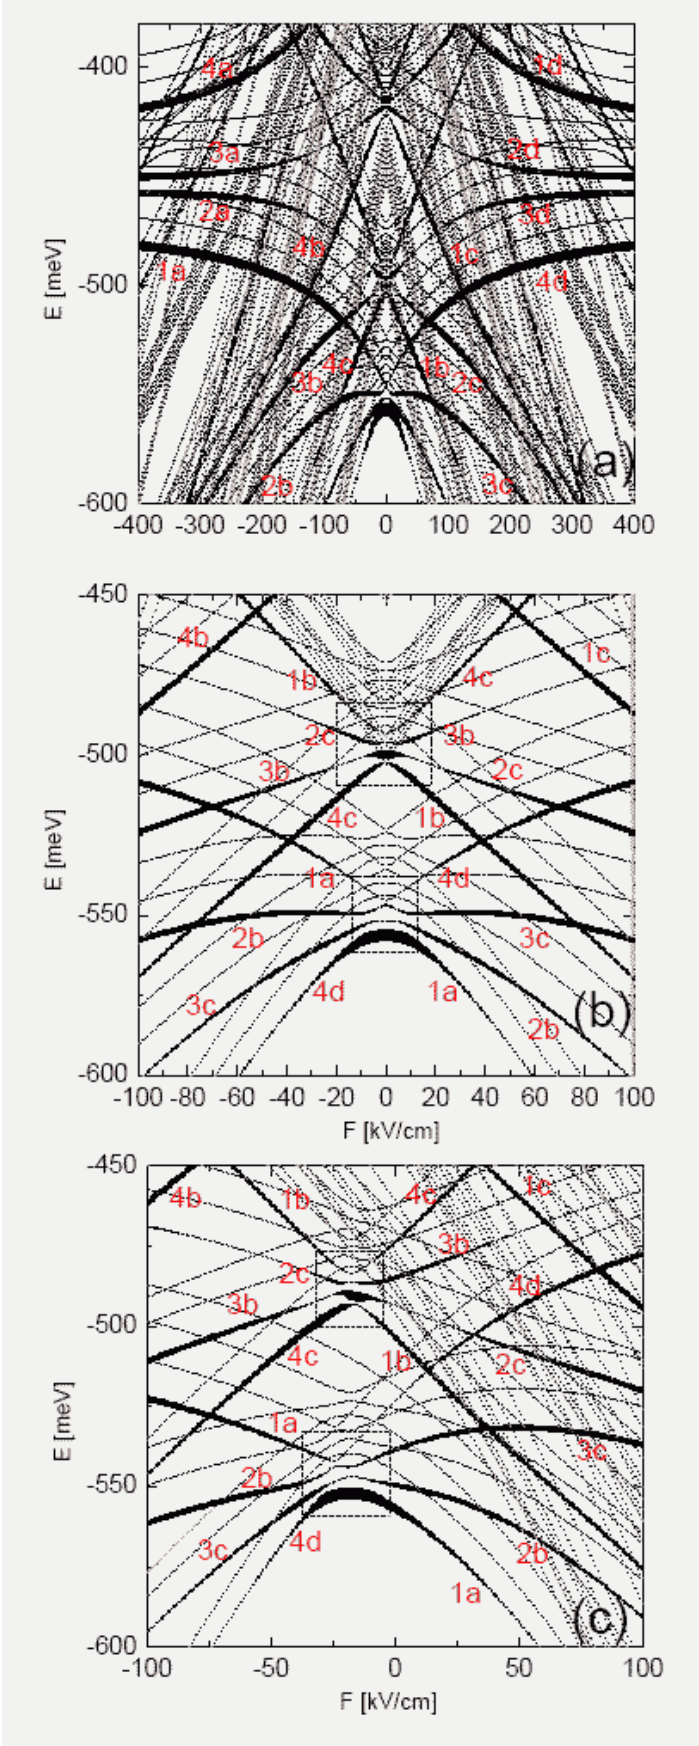 -400
4a
1d
3a
2d
2a
3d
4b
1c
E [meV]
1a
4d
-500
4c
1b
3b
2c
2b
3c
(a)
-600
-400 -300 -200 -100 0 100 200 300 400
-450
4b
1c
1b
4c
2c
3b
-500
3b
2c
4c
1b
E [meV]
1a
4d
-550
2b
3c
4d
1a
3c
2b
(b)
-600
-100 -80 -60 -40 -20 0 20 40 60 80 100
F [kV/cm]
-450
4b
1b
4c
1c
3b
2c
4d
3b
-500
4c
1b
2c
E [meV]
1a
3c
2b
-550
3c
4d
2b
1a
(c)
-600
-100 -50 0 50 100
F [kV/cm]